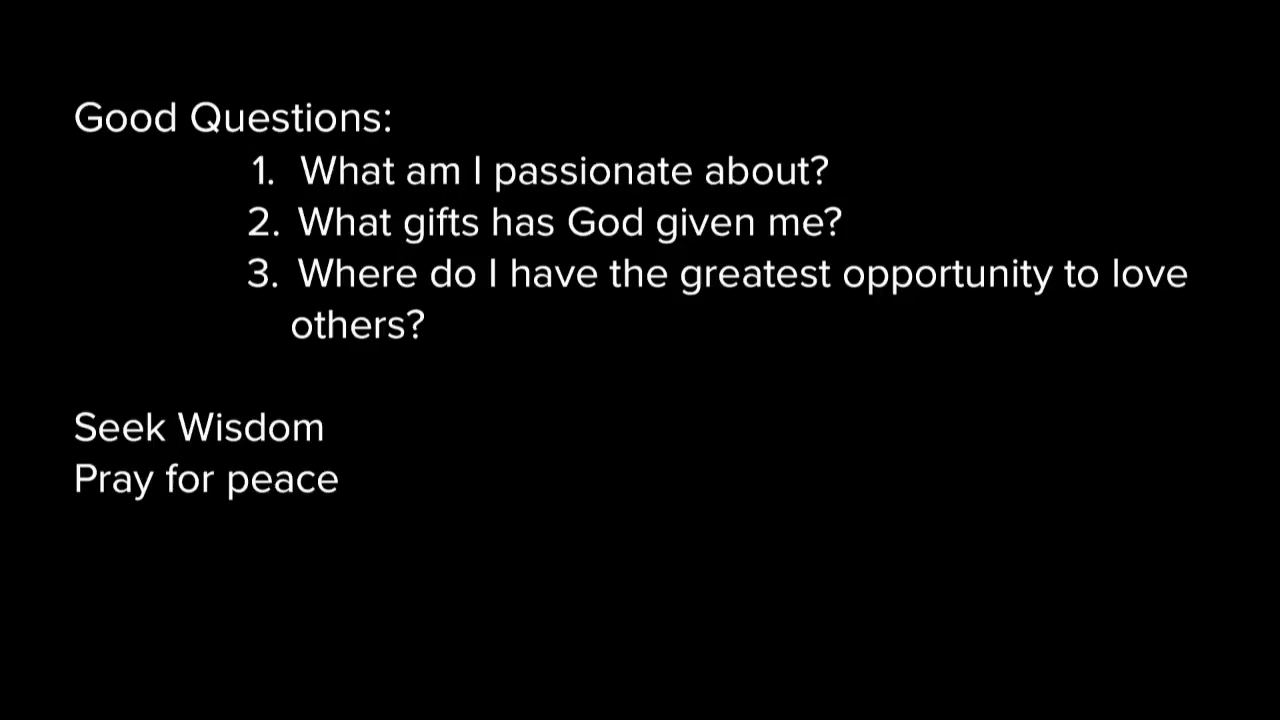 Good Questions:
1. What am I passionate about?
2. What gifts has God given me?
3. Where do I have the greatest opportunity to love
others?
Seek Wisdom
Pray for peace